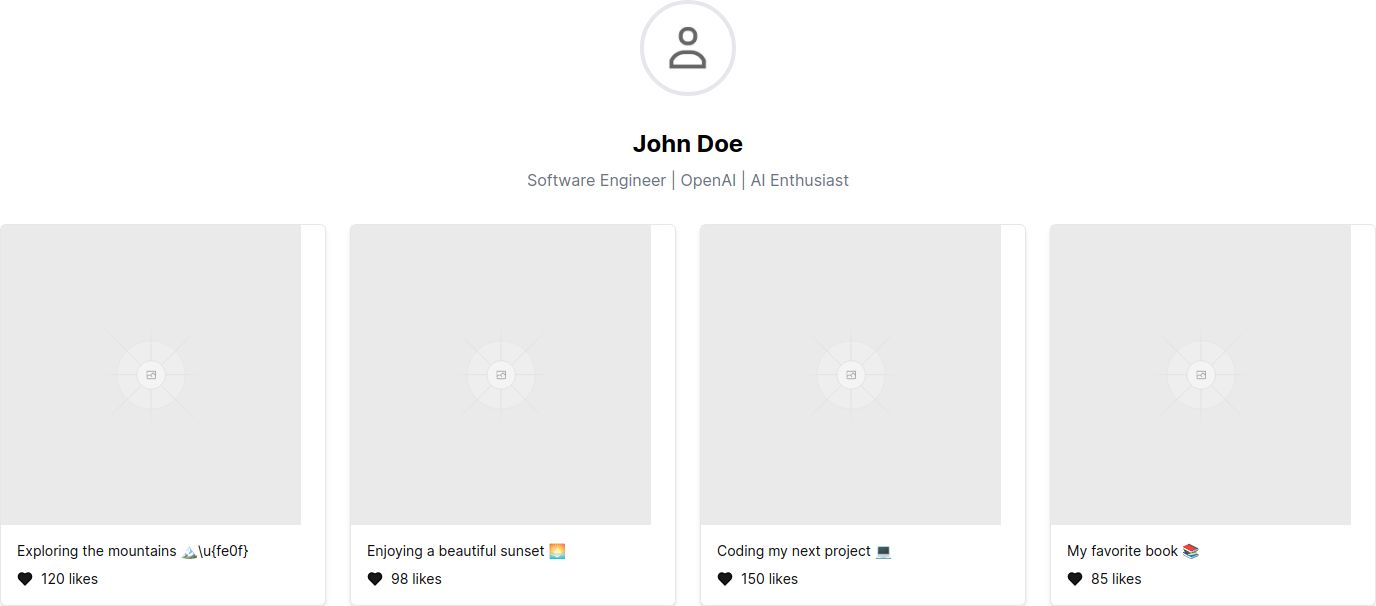 John Doe
Software Engineer | OpenAI | AI Enthusiast
Exploring the mountains 🏔️\u{fe0f}
120 likes
Enjoying a beautiful sunset 🌅
98 likes
Coding my next project 💻
150 likes
My favorite book 📚
85 likes